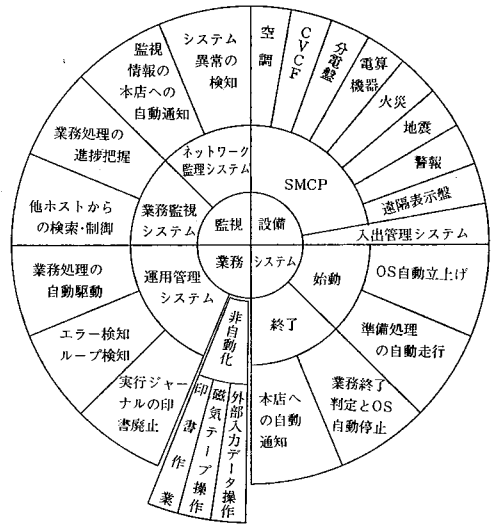 監視
情報の
本店への
自動通知
システム
異常の
検知
空調
CVCF
分電盤
電算
機器
火災
地震
警報
遠隔表示盤
入出管理システム
業務処理の
進捗把握
ネットワーク
監理システム
SMCP
他ホストから
の検索·制御
業務監視
システム
監視
設備
業務
システム
業務処理の
自動駆動
運用管理
システム
始動
OS自動立上げ
エラー検知
ループ検知
非自動化
終了
準備処理
の自動走行
実行ジャー
ナルの印
書廃止
印書作業
磁気テープ操作
外部入力データ操作
本店へ
の自動
通知
業務終了
判定とOS
自動停止